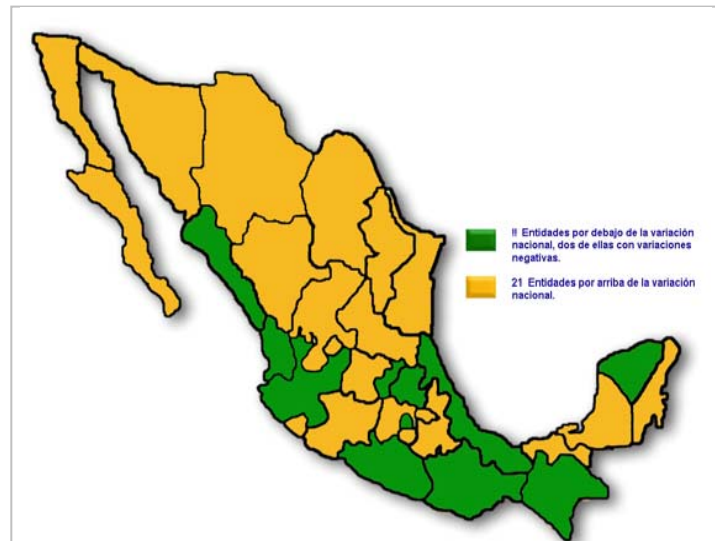 !! Entidades por debajo de la variación
nacional, dos de ellas con variaciones
negativas.
21 Entidades por arriba de la variación
nacional.